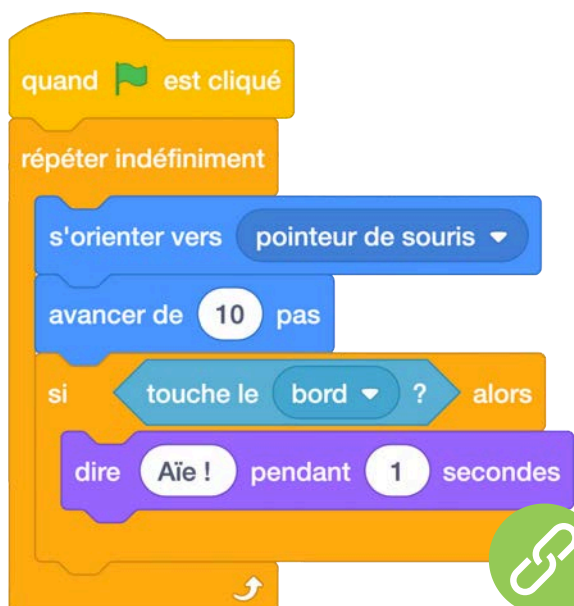 quand est cliqué
répéter indéfiniment
s'orienter vers pointeur de souris
avancer de 10 pas
si touche le bord ? alors
dire Aïe ! pendant 1 secondes